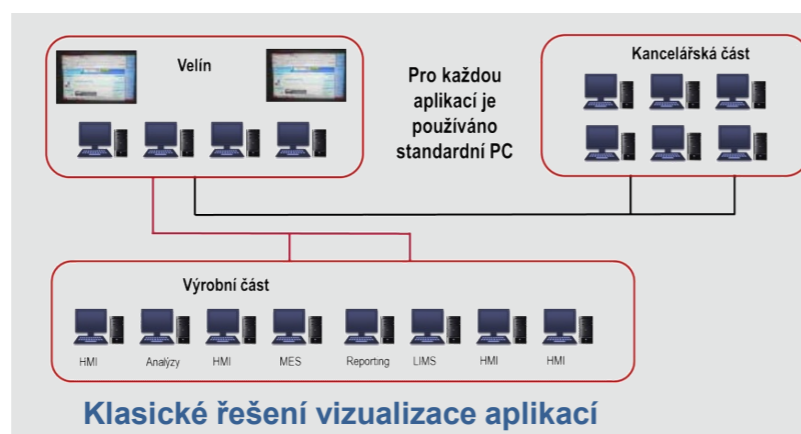 Velín
Pro každou
aplikací je
používáno
standardní PC
Kancelářská část
Výrobní část
HMI
Analýzy
HMI
MES
Reporting
LIMS
HMI
HMI
Klasické řešení vizualizace aplikací